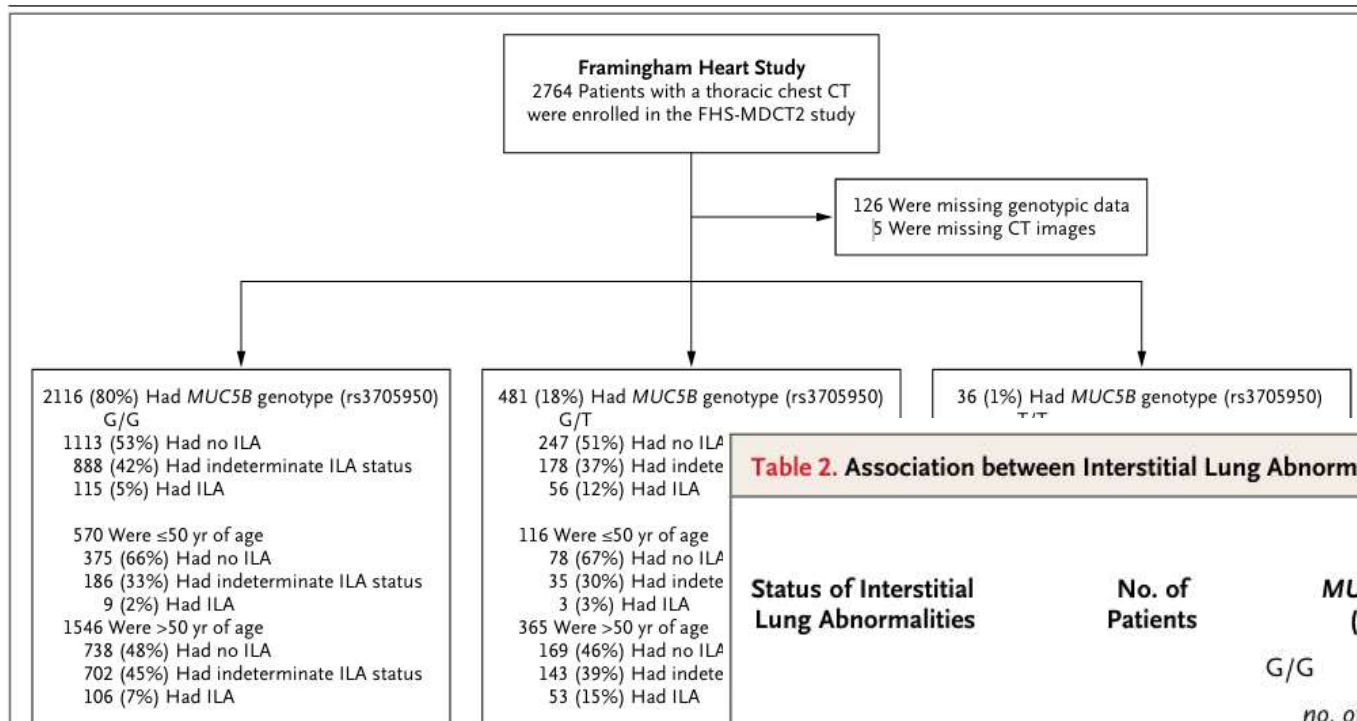 Framingham Heart Study
2764 Patients with a thoracic chest CT
were enrolled in the FHS-MDCT2 study
126 Were missing genotypic data
5 Were missing CT images
2116 (80%) Had MUC5B genotype (rs3705950)
G/G
1113 (53%) Had no ILA
888 (42%) Had indeterminate ILA status
115 (5%) Had ILA
570 Were ≤50 yr of age
375 (66%) Had no ILA
186 (33%) Had indeterminate ILA status
9 (2%) Had ILA
1546 Were >50 yr of age
738 (48%) Had no ILA
702 (45%) Had indeterminate ILA status
106 (7%) Had ILA
481 (18%) Had MUC5B genotype (rs3705950)
G/T
247 (51%) Had no ILA
178 (37%) Had indete
56 (12%) Had ILA
116 Were ≤50 yr of age
78 (67%) Had no ILA
35 (30%) Had indete
3 (3%) Had ILA
365 Were >50 yr of age
169 (46%) Had no ILA
143 (39%) Had indete
53 (15%) Had ILA
36 (1%) Had MUC5B genotype (rs3705950)
Table 2. Association between Interstitial Lung Abnorm
Status of Interstitial
Lung Abnormalities
No. of
Patients
MU
(
G/G
no. o